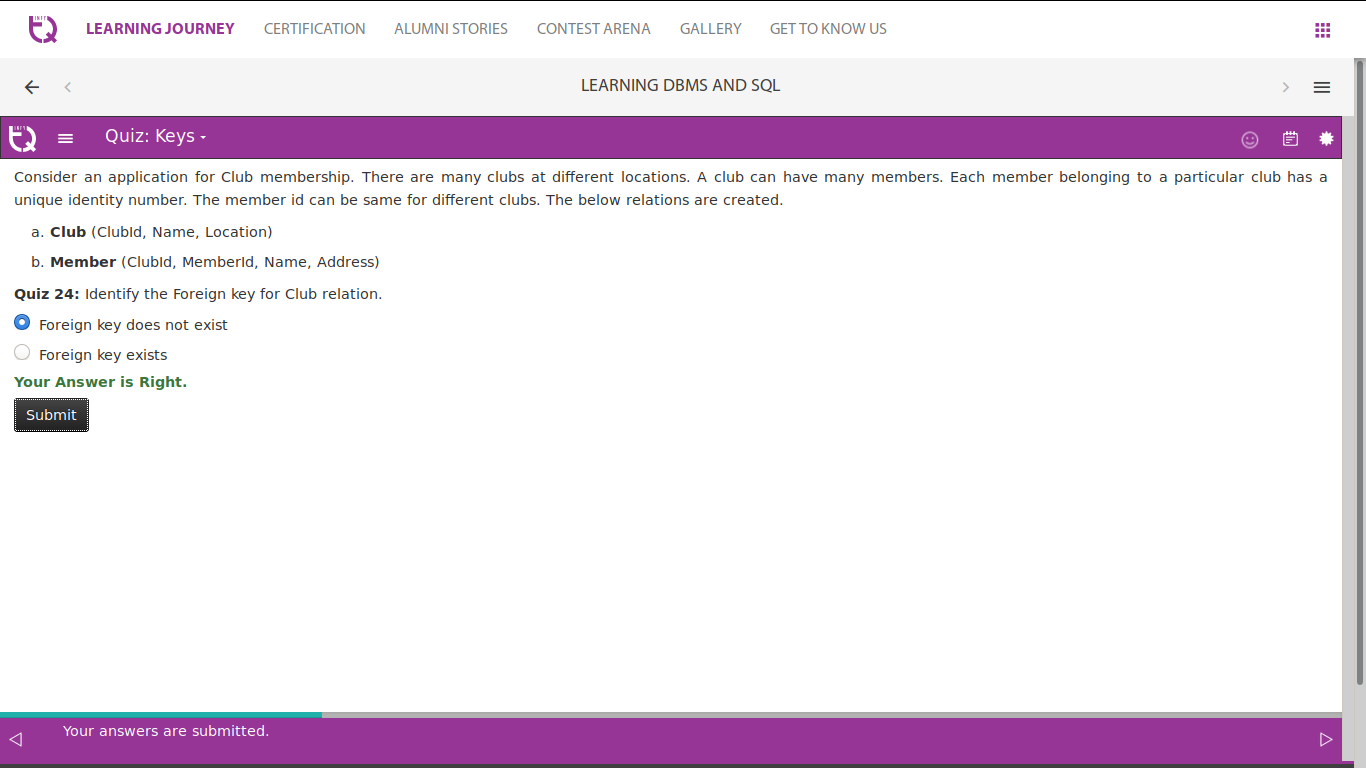 INFY
TQ
LEARNING JOURNEY CERTIFICATION ALUMNI STORIES CONTEST ARENA GALLERY GET TO KNOW US
LEARNING DBMS AND SQL
INFY
TQ
Quiz: Keys
Consider an application for Club membership. There are many clubs at different locations. A club can have many members. Each member belonging to a particular club has a
unique identity number. The member id can be same for different clubs. The below relations are created.
a. Club (ClubId, Name, Location)
b. Member (ClubId, MemberId, Name, Address)
Quiz 24: Identify the Foreign key for Club relation.
Foreign key does not exist
Foreign key exists
Your Answer is Right.
Submit
Your answers are submitted.